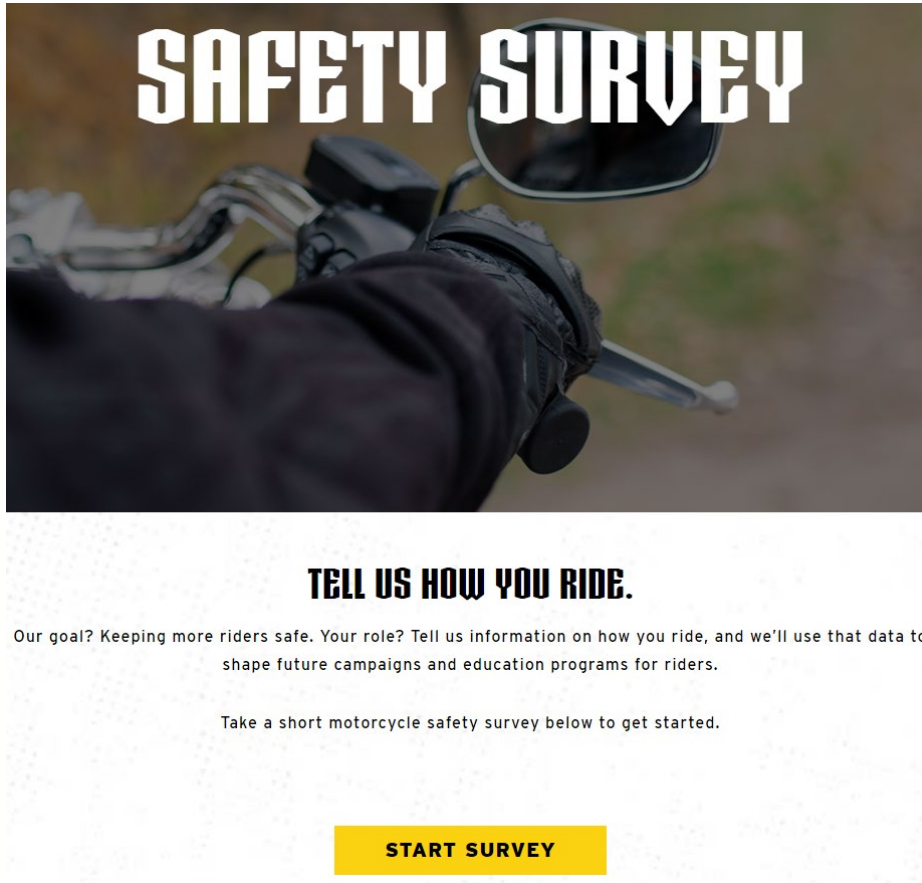 SAFETY SURVEY
TELL US HOW YOU RIDE.
Our goal? Keeping more riders safe. Your role? Tell us information on how you ride, and we'll use that data to
shape future campaigns and education programs for riders.
Take a short motorcycle safety survey below to get started.
START SURVEY